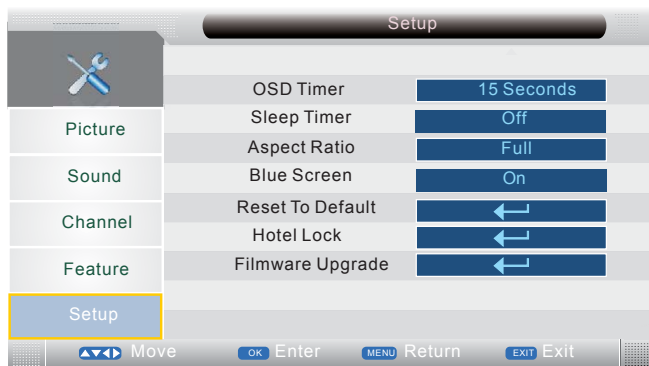 Setup
OSD Timer 15 Seconds
Sleep Timer Off
Aspect Ratio Full
Blue Screen On
Reset To Default
Hotel Lock
Filmware Upgrade
Picture
Sound
Channel
Feature
Setup
Move OK Enter MENU Return EXIT Exit